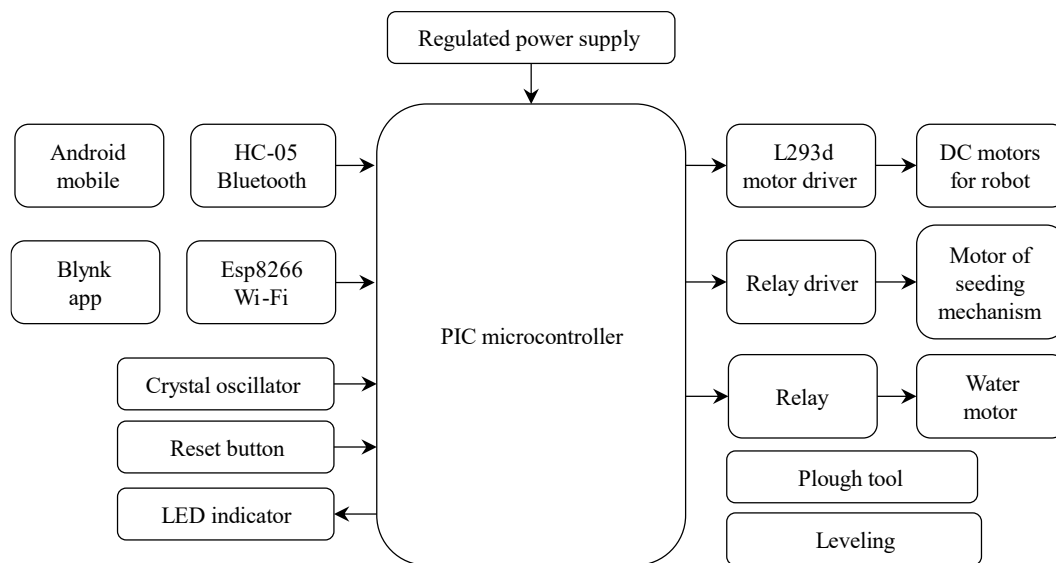 Regulated power supply
Android
mobile
HC-05
Bluetooth
L293d
motor driver
DC motors
for robot
Blynk
app
Esp8266
Wi-Fi
PIC microcontroller
Relay driver
Motor of
seeding
mechanism
Crystal oscillator
Relay
Water
motor
Reset button
Plough tool
LED indicator
Leveling